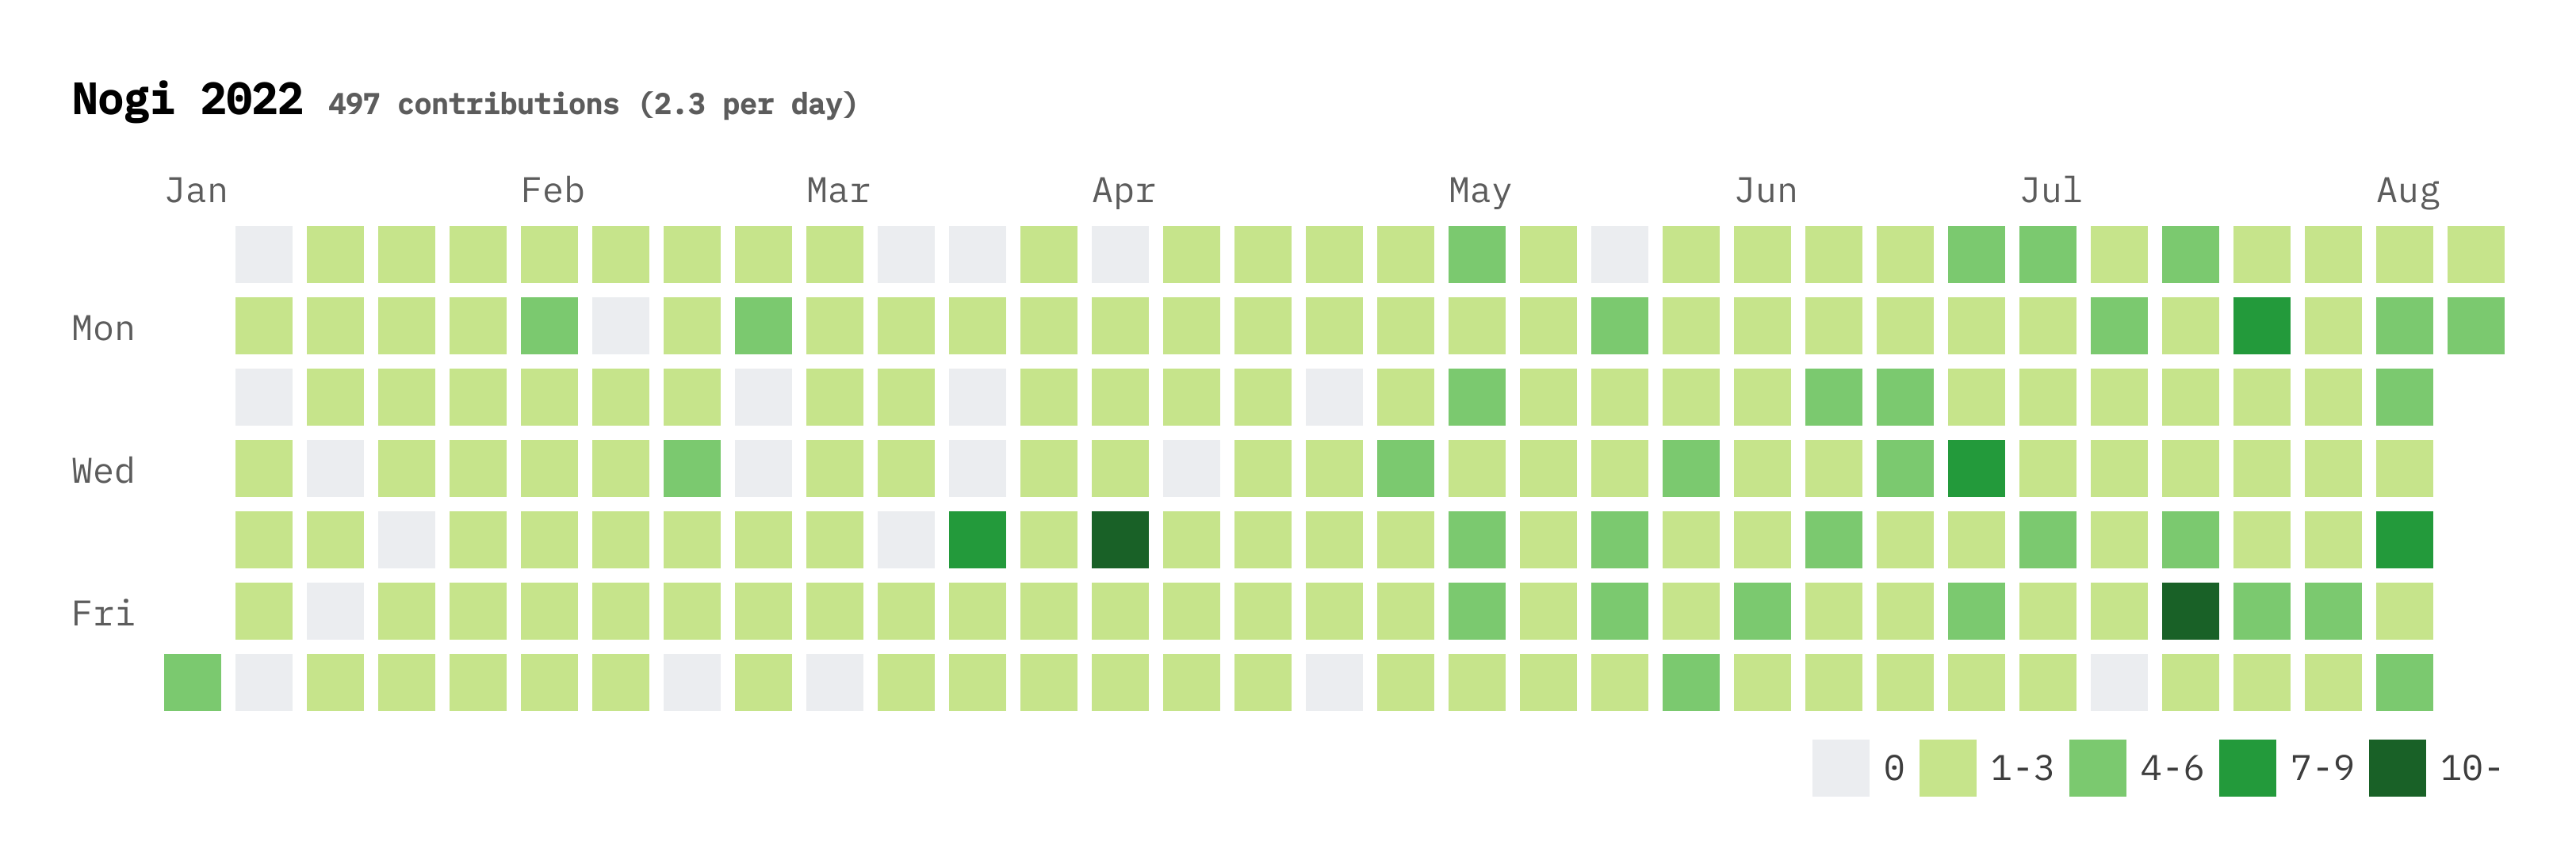 Nogi 2022 497 contributions (2.3 per day)
Jan Feb Mar Apr May Jun Jul Aug
Mon
Wed
Fri
0 1-3 4-6 7-9 10-